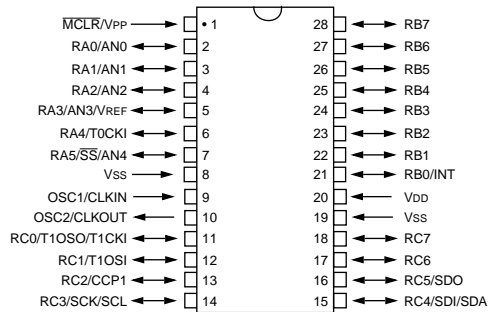 MCLR/VPP • 1 28 RB7
RA0/AN0 2 27 RB6
RA1/AN1 3 26 RB5
RA2/AN2 4 25 RB4
RA3/AN3/VREF 5 24 RB3
RA4/T0CKI 6 23 RB2
RA5/SS/AN4 7 22 RB1
VSS 8 21 RB0/INT
OSC1/CLKIN 9 20 VDD
OSC2/CLKOUT 10 19 VSS
RC0/T1OSO/T1CKI 11 18 RC7
RC1/T1OSI 12 17 RC6
RC2/CCP1 13 16 RC5/SDO
RC3/SCK/SCL 14 15 RC4/SDI/SDA